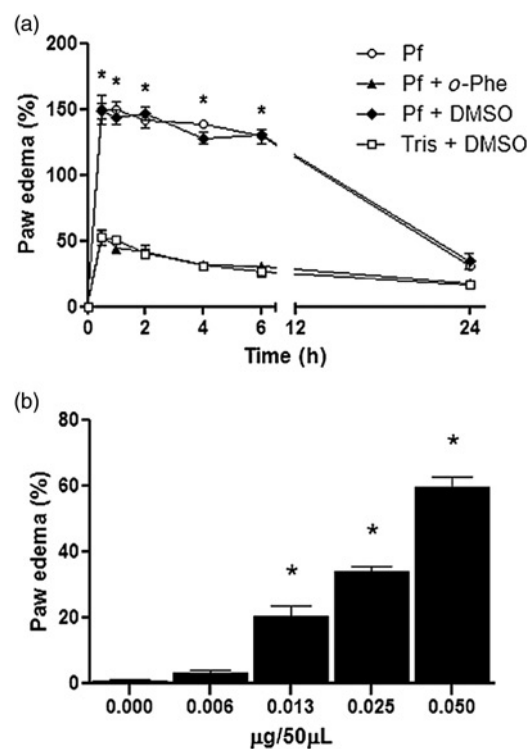 (a)
* * * * *
Pf
Pf + o-Phe
Pf + DMSO
Tris + DMSO
Paw edema (%)
200
150
100
50
0
0 2 4 6 12 24
Time (h)
(b)
Paw edema (%)
80
60
40
20
0
* * *
0.000 0.006 0.013 0.025 0.050
µg/50µL